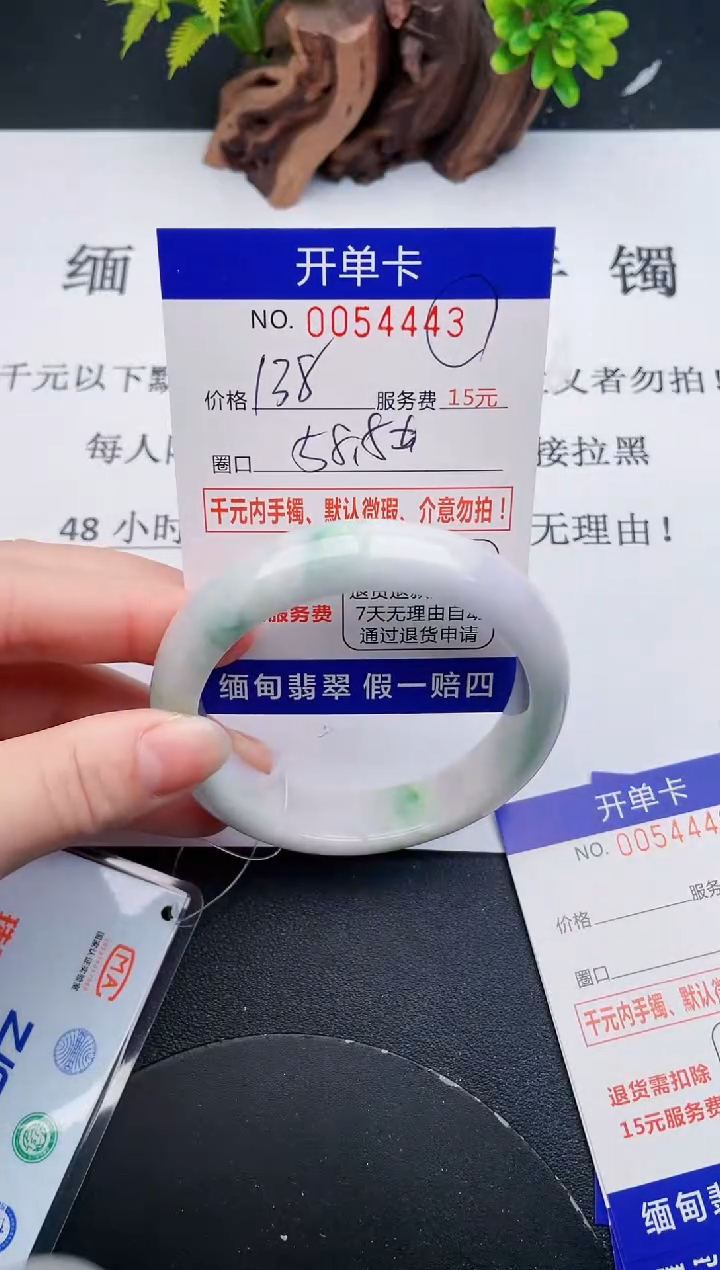 缅 镯
开单卡
NO. 0054443
千元以下默 义者勿拍！
价格 138 服务费 15元
每人 接拉黑
圈口 58.8
48 小时 无理由！
千元内手镯、默认微瑕、介意勿拍！
服务费
7天无理由自动
通过退货申请
缅甸翡翠 假一赔四
开单卡
NO. 005444
价格 服务
圈口
千元内手镯、默认微
退货需扣除
15元服务费
缅甸
MA